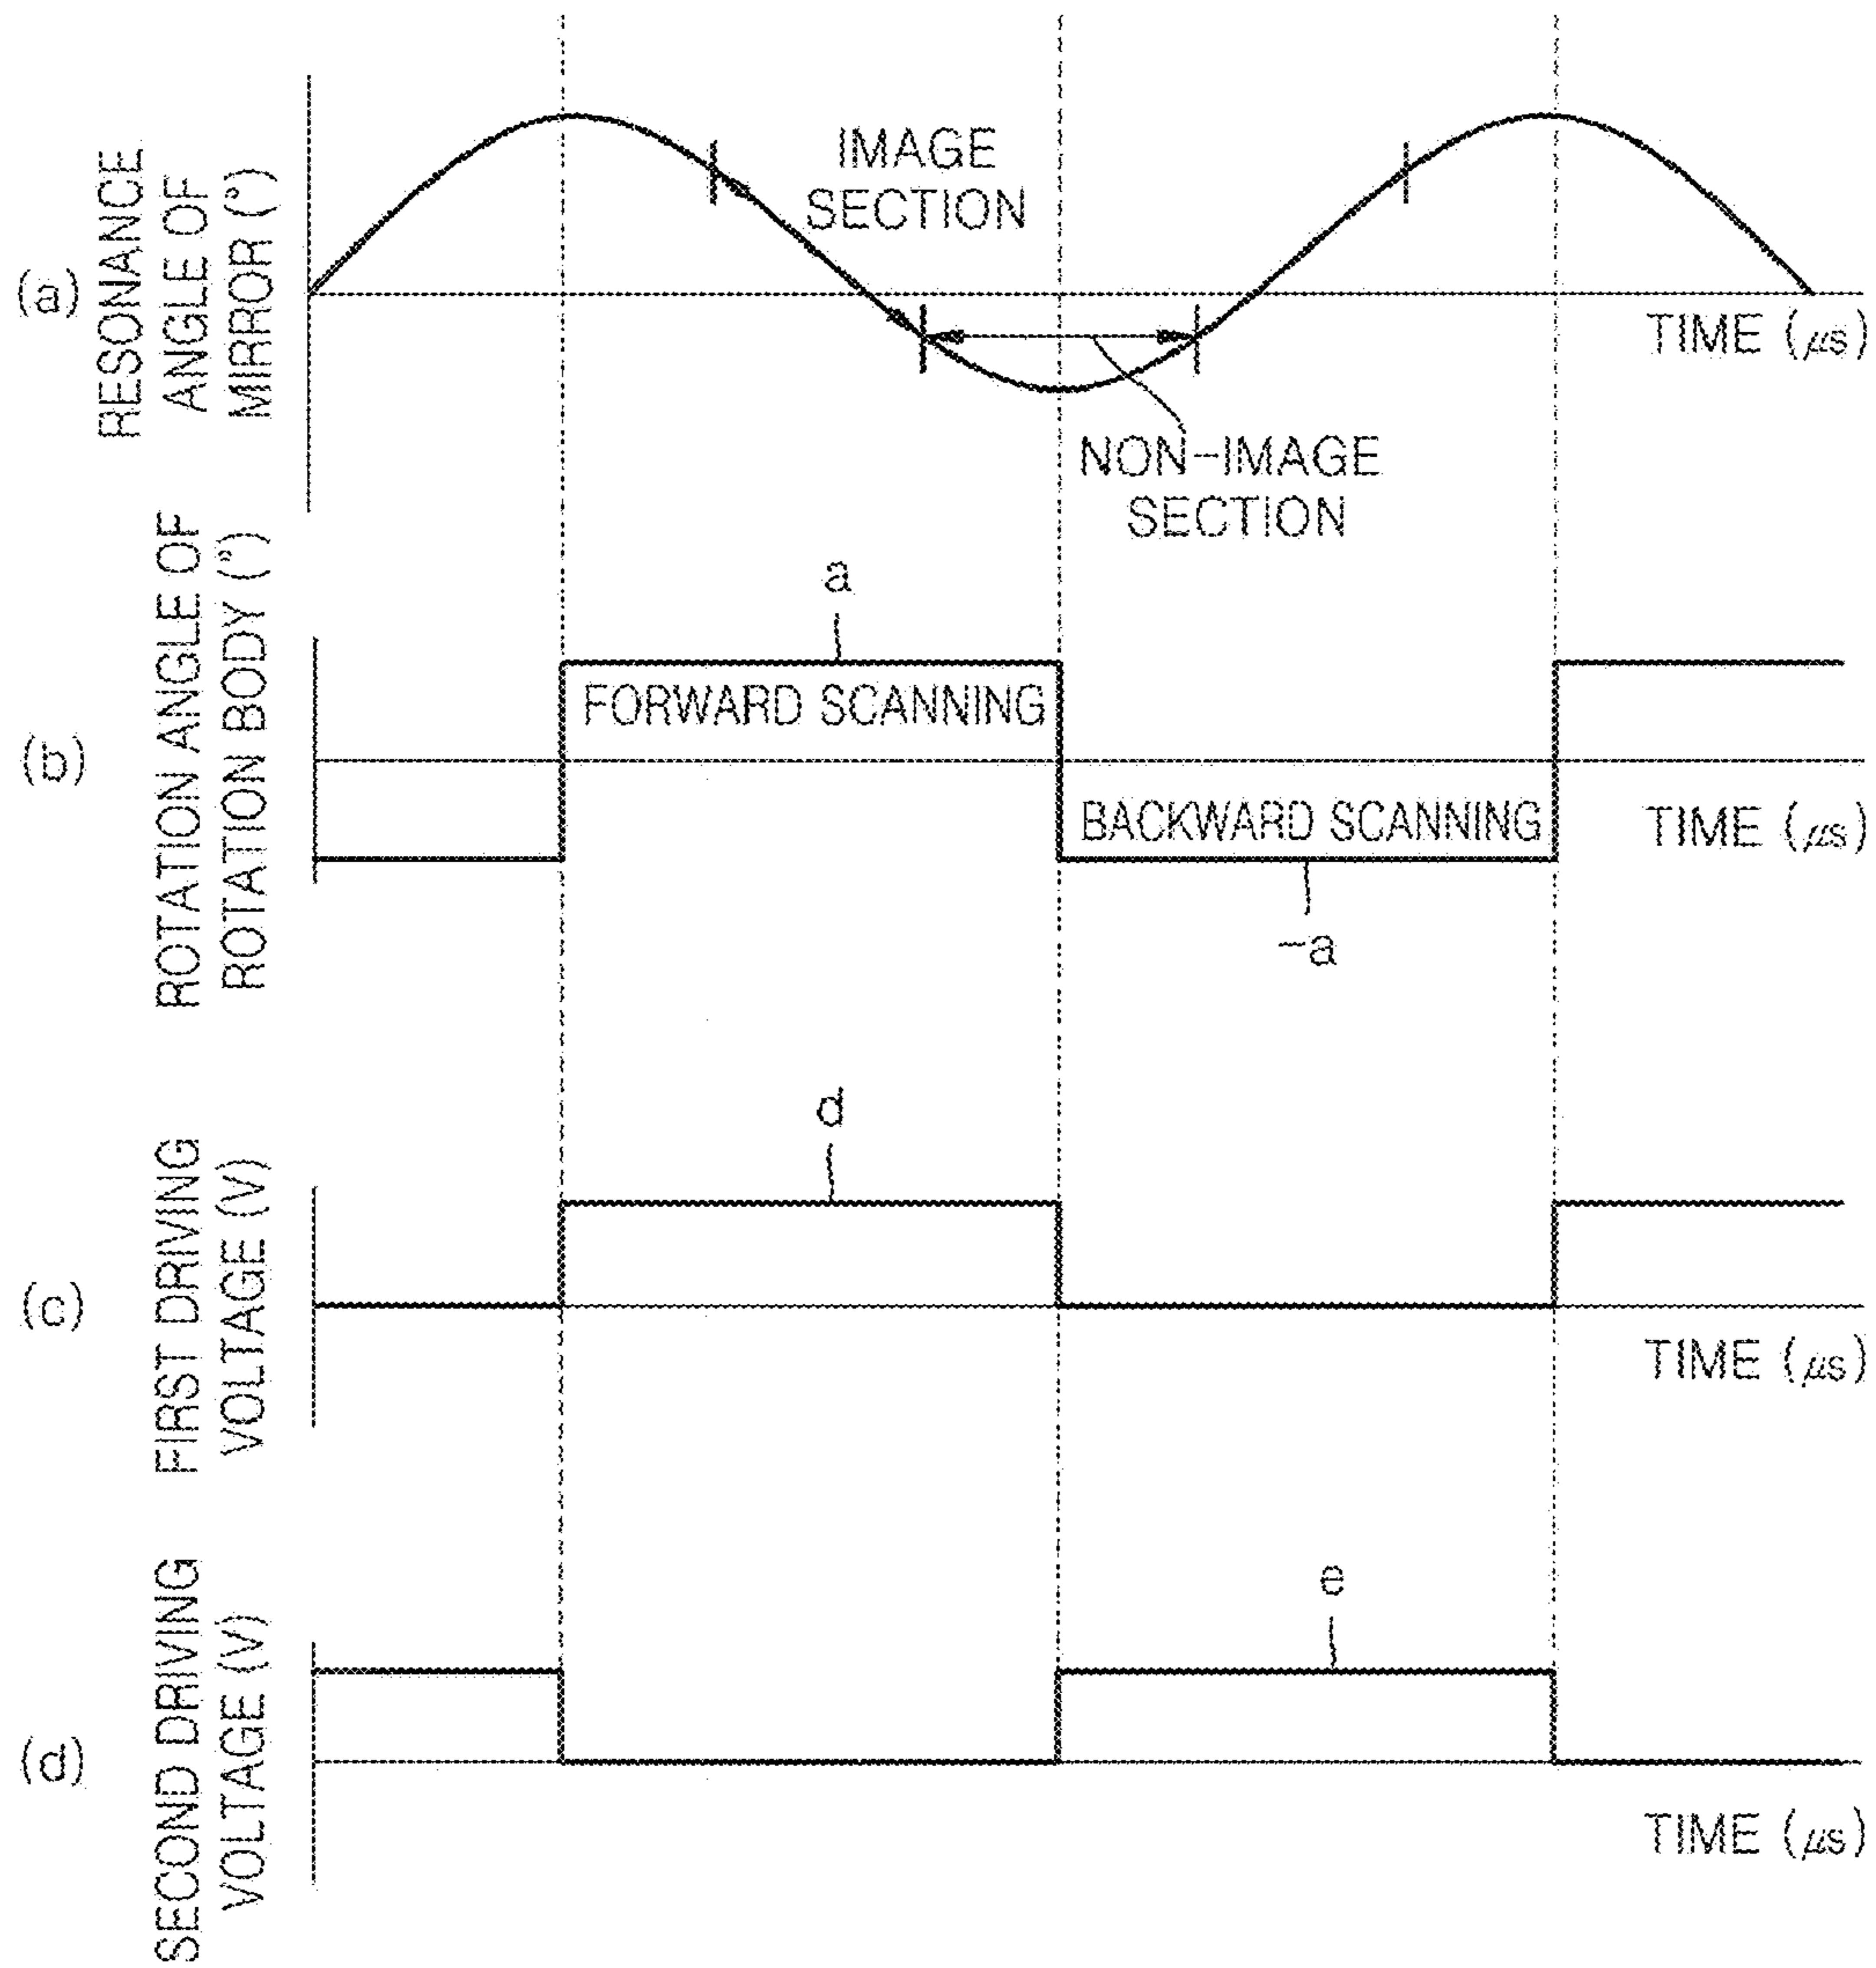 (a)
RESONANCE
ANGLE OF
MIRROR (°)
IMAGE
SECTION
TIME (μs)
NON-IMAGE
SECTION
(b)
ROTATION ANGLE OF
ROTATION BODY (°)
a
FORWARD SCANNING
BACKWARD SCANNING
TIME (μs)
-a
(c)
FIRST DRIVING
VOLTAGE (V)
d
TIME (μs)
(d)
SECOND DRIVING
VOLTAGE (V)
e
TIME (μs)